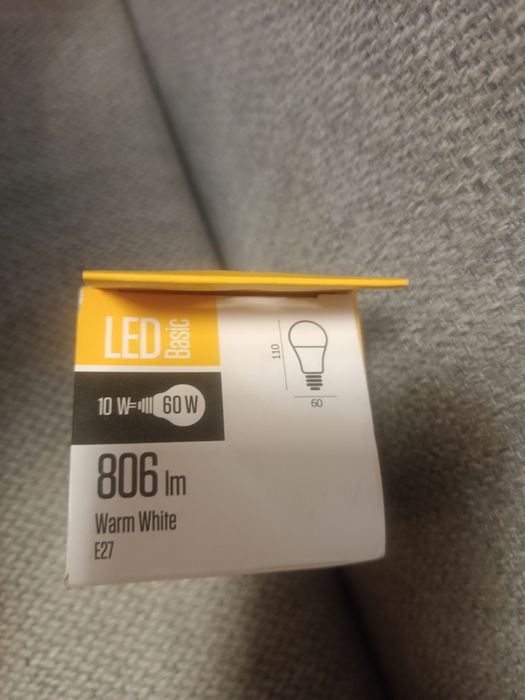 LED Basic
10 W= 60 W
806 lm
Warm White
E27
110
60